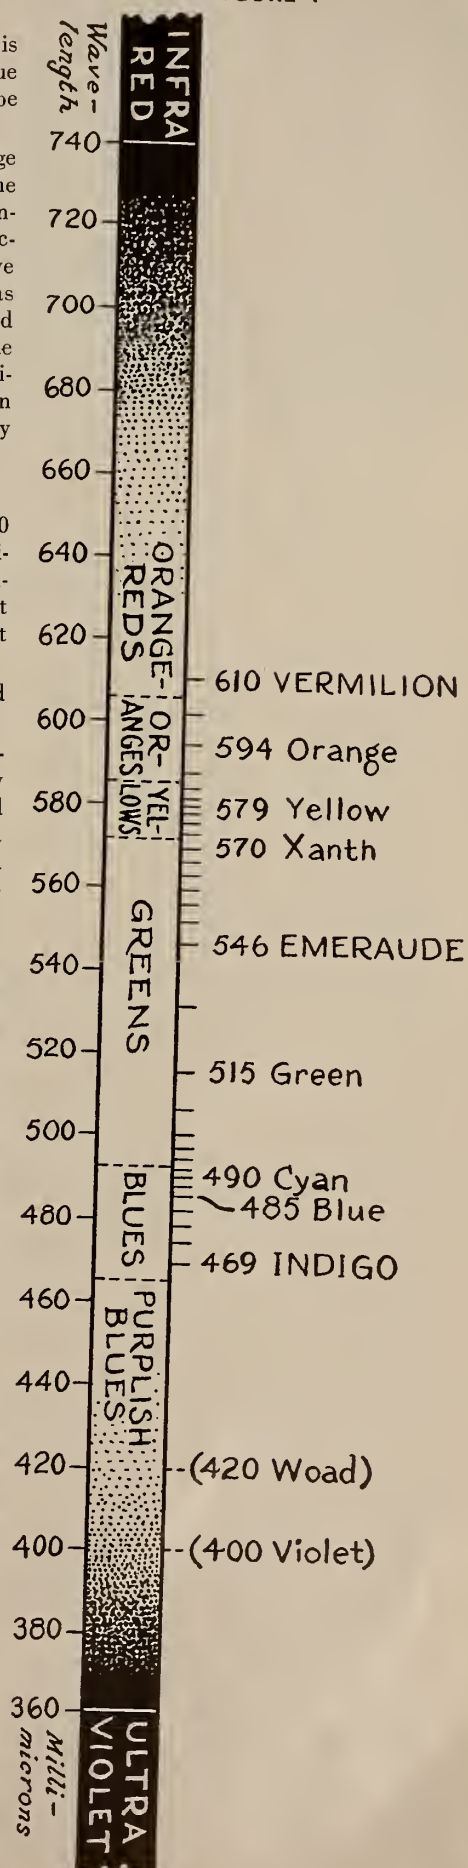 Wave-
length
INFRA
RED
740
720
700
680
660
640
ORANGE-
REDS
620
610 VERMILION
600
OR-
ANGES
594 Orange
580
YEL-
LOWS
579 Yellow
570 Xanth
560
GREENS
546 EMERAUDE
540
520
515 Green
500
490 Cyan
485 Blue
BLUES
480
469 INDIGO
460
PURPLISH
BLUES
440
420
(420 Woad)
400
(400 Violet)
380
360
Milli-
microns
ULTRA
VIOLET